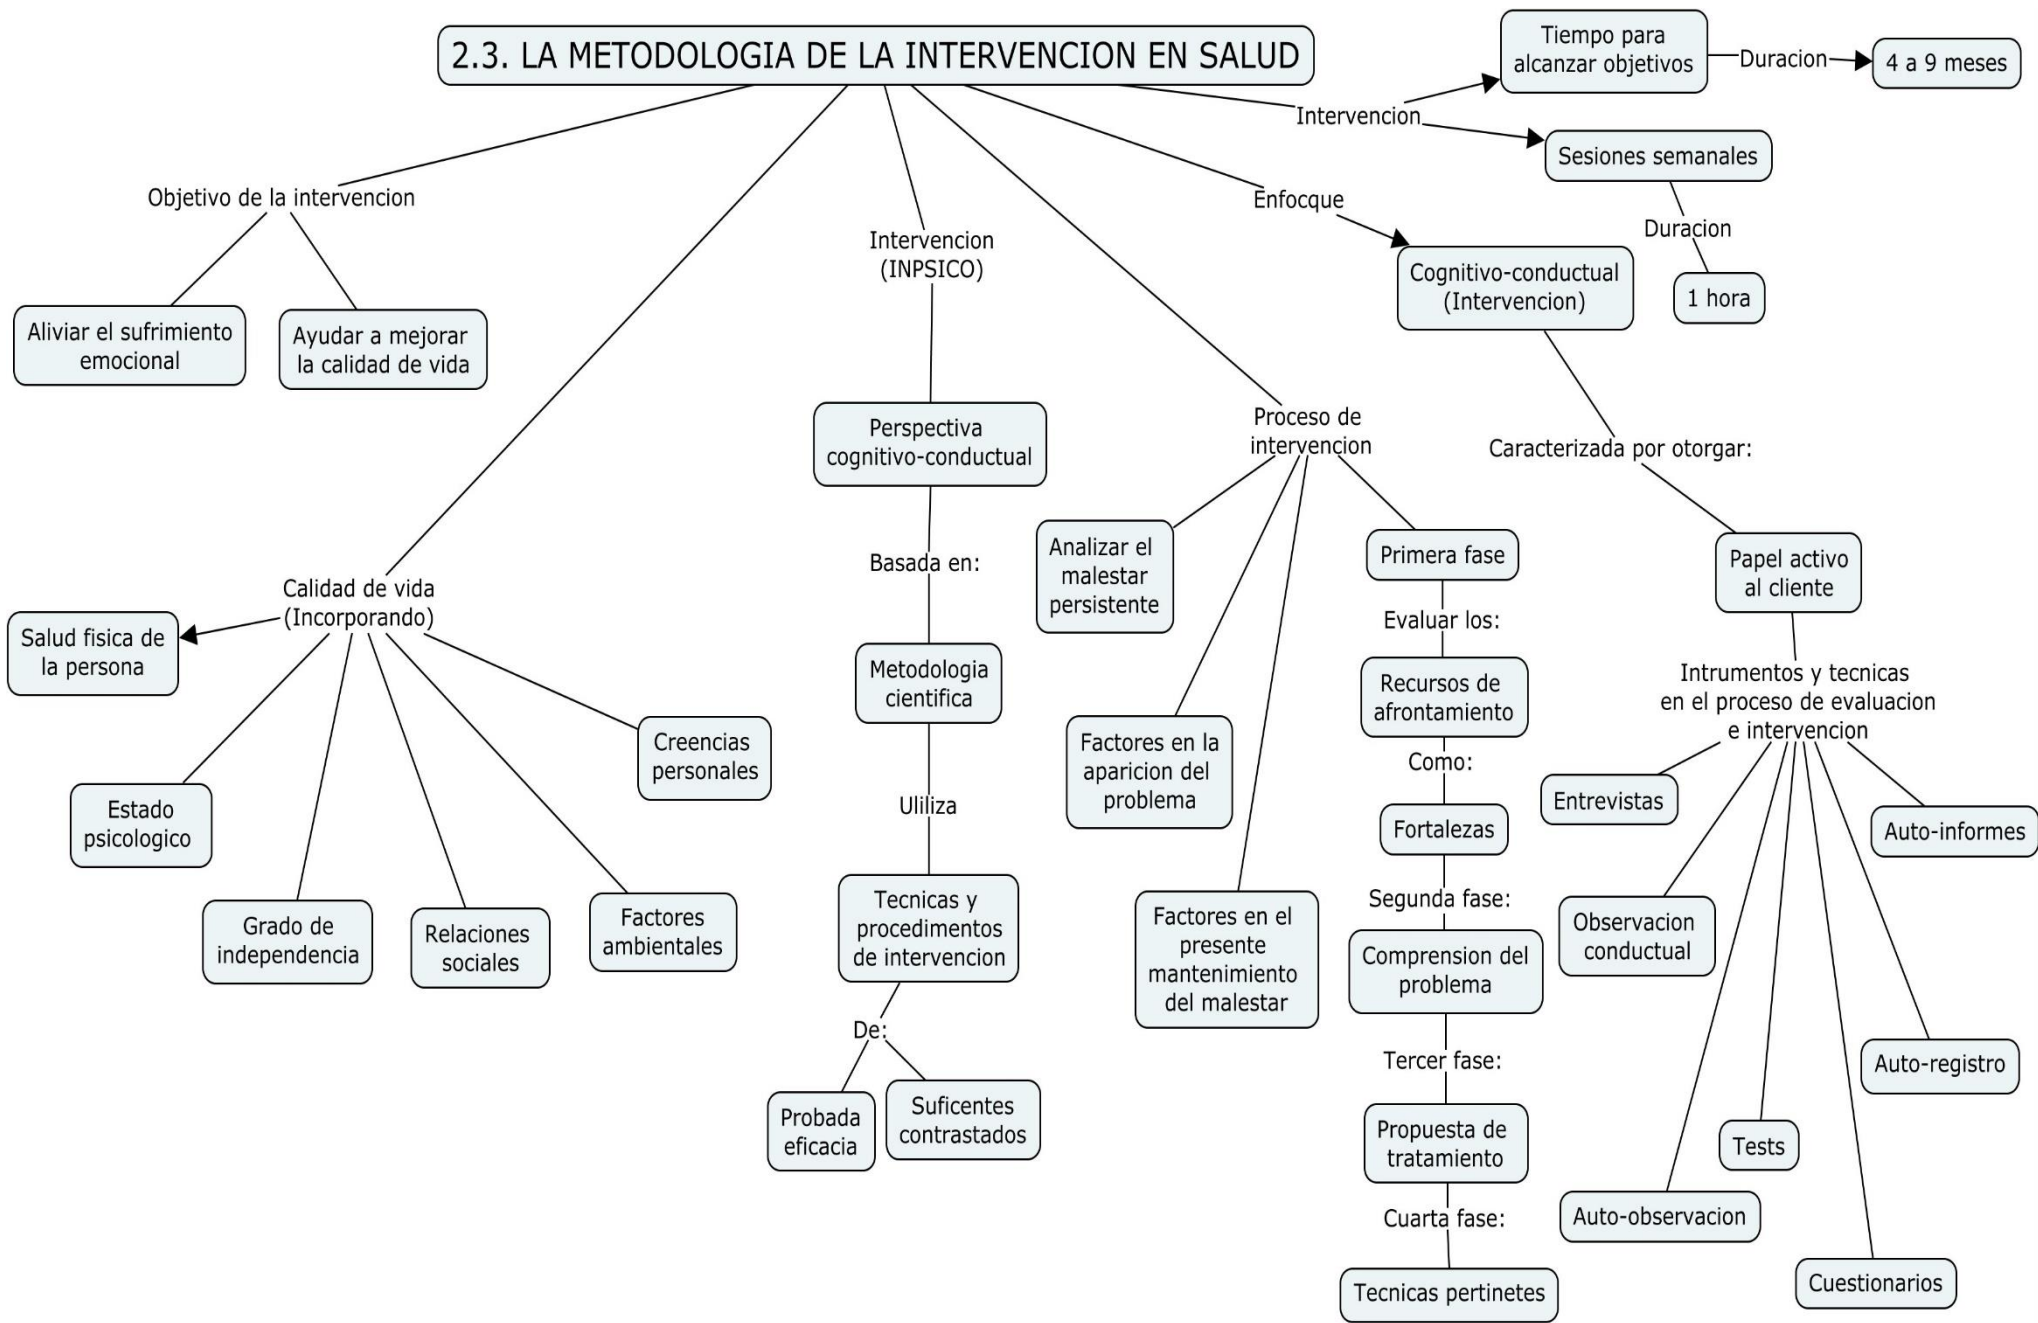 2.3. LA METODOLOGIA DE LA INTERVENCION EN SALUD
Tiempo para
alcanzar objetivos
Duracion
4 a 9 meses
Intervencion
Sesiones semanales
Duracion
1 hora
Objetivo de la intervencion
Aliviar el sufrimiento
emocional
Ayudar a mejorar
la calidad de vida
Calidad de vida
(Incorporando)
Salud fisica de
la persona
Estado
psicologico
Grado de
independencia
Relaciones
sociales
Factores
ambientales
Creencias
personales
Intervencion
(INPSICO)
Perspectiva
cognitivo-conductual
Basada en:
Metodologia
cientifica
Uliliza
Tecnicas y
procedimentos
de intervencion
De:
Probada
eficacia
Suficentes
contrastados
Proceso de
intervencion
Analizar el
malestar
persistente
Factores en la
aparicion del
problema
Factores en el
presente
mantenimiento
del malestar
Primera fase
Evaluar los:
Recursos de
afrontamiento
Como:
Fortalezas
Segunda fase:
Comprension del
problema
Tercer fase:
Propuesta de
tratamiento
Cuarta fase:
Tecnicas pertinetes
Enfocque
Cognitivo-conductual
(Intervencion)
Caracterizada por otorgar:
Papel activo
al cliente
Intrumentos y tecnicas
en el proceso de evaluacion
e intervencion
Entrevistas
Observacion
conductual
Auto-observacion
Tests
Cuestionarios
Auto-registro
Auto-informes